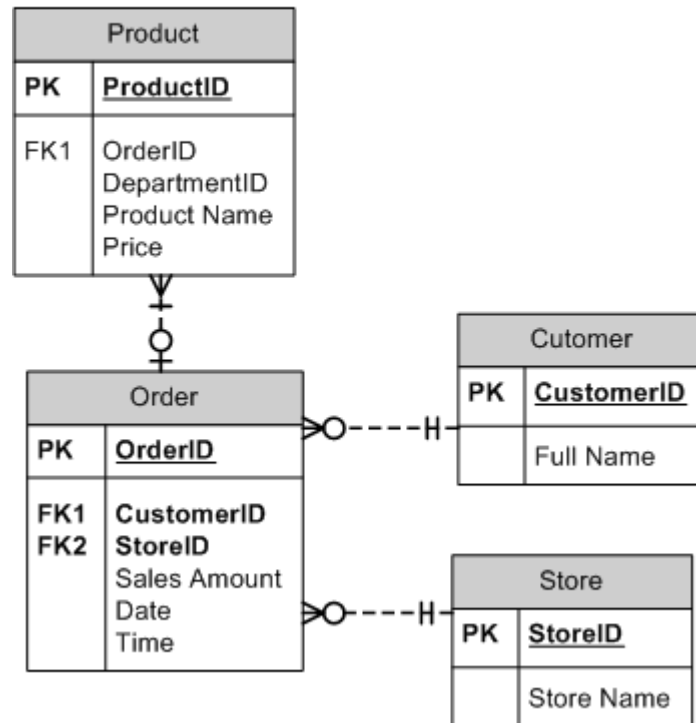 Product
PK ProductID
FK1 OrderID
DepartmentID
Product Name
Price
Order
PK OrderID
FK1 CustomerID
FK2 StoreID
Sales Amount
Date
Time
Cutomer
PK CustomerID
Full Name
Store
PK StoreID
Store Name